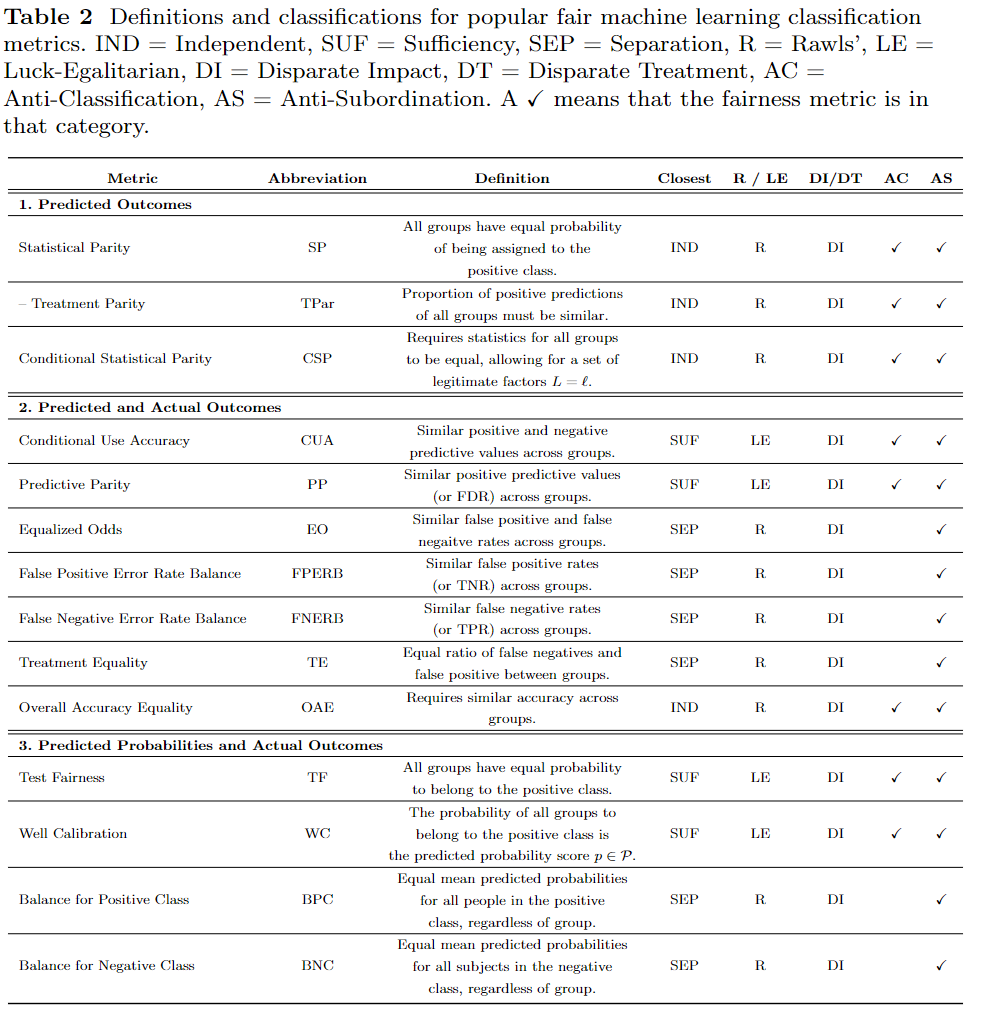 Table 2 Definitions and classifications for popular fair machine learning classification
metrics. IND = Independent, SUF = Sufficiency, SEP = Separation, R = Rawls’, LE =
Luck-Egalitarian, DI = Disparate Impact, DT = Disparate Treatment, AC =
Anti-Classification, AS = Anti-Subordination. A ✓ means that the fairness metric is in
that category.
Metric Abbreviation Definition Closest R / LE DI/DT AC AS
1. Predicted Outcomes
All groups have equal probability
Statistical Parity SP of being assigned to the IND R DI ✓ ✓
positive class.
– Treatment Parity TPar Proportion of positive predictions IND R DI ✓ ✓
of all groups must be similar.
Requires statistics for all groups
Conditional Statistical Parity CSP to be equal, allowing for a set of IND R DI ✓ ✓
legitimate factors L = ℓ.
2. Predicted and Actual Outcomes
Conditional Use Accuracy CUA Similar positive and negative SUF LE DI ✓ ✓
predictive values across groups.
Predictive Parity PP Similar positive predictive values SUF LE DI ✓ ✓
(or FDR) across groups.
Equalized Odds EO Similar false positive and false SEP R DI ✓
negaitve rates across groups.
False Positive Error Rate Balance FPERB Similar false positive rates SEP R DI ✓
(or TNR) across groups.
False Negative Error Rate Balance FNERB Similar false negative rates SEP R DI ✓
(or TPR) across groups.
Treatment Equality TE Equal ratio of false negatives and SEP R DI ✓
false positive between groups.
Overall Accuracy Equality OAE Requires similar accuracy across IND R DI ✓ ✓
groups.
3. Predicted Probabilities and Actual Outcomes
Test Fairness TF All groups have equal probability SUF LE DI ✓ ✓
to belong to the positive class.
The probability of all groups to
Well Calibration WC belong to the positive class is SUF LE DI ✓ ✓
the predicted probability score p ∈ 𝒫.
Equal mean predicted probabilities
Balance for Positive Class BPC for all people in the positive SEP R DI ✓
class, regardless of group.
Equal mean predicted probabilities
Balance for Negative Class BNC for all subjects in the negative SEP R DI ✓
class, regardless of group.